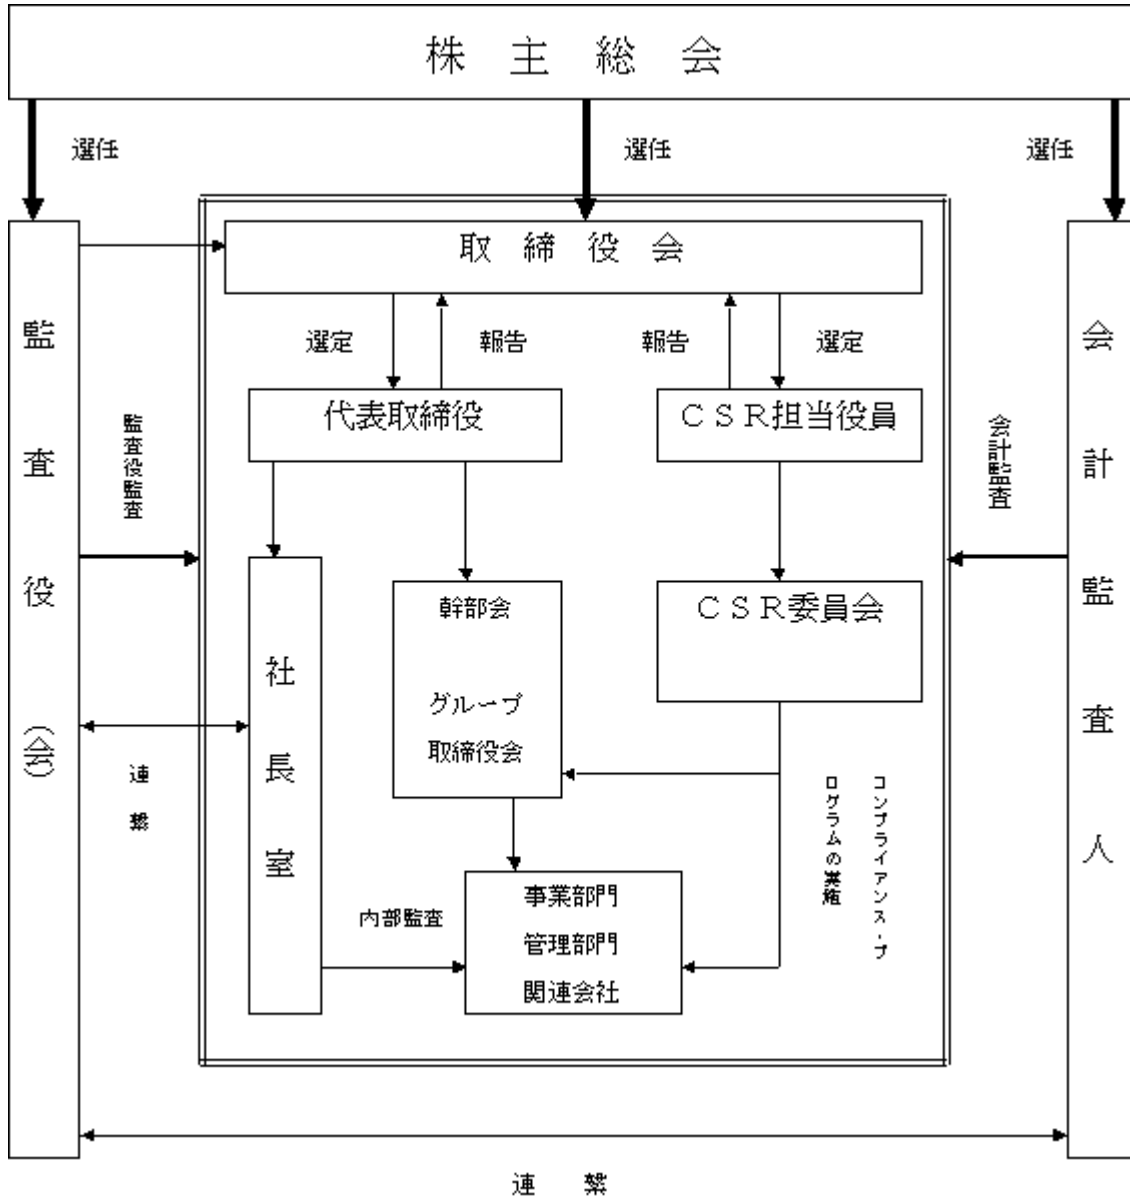 株主総会
選任
選任
選任
取締役会
選定
報告
報告
選定
代表取締役
CSR担当役員
監査役(会)
監査役監査
会計監査
会計監査人
社長室
幹部会
グループ
取締役会
CSR委員会
連繋
コンプライアンス・プ
ログラムの実施
内部監査
事業部門
管理部門
関連会社
連繋